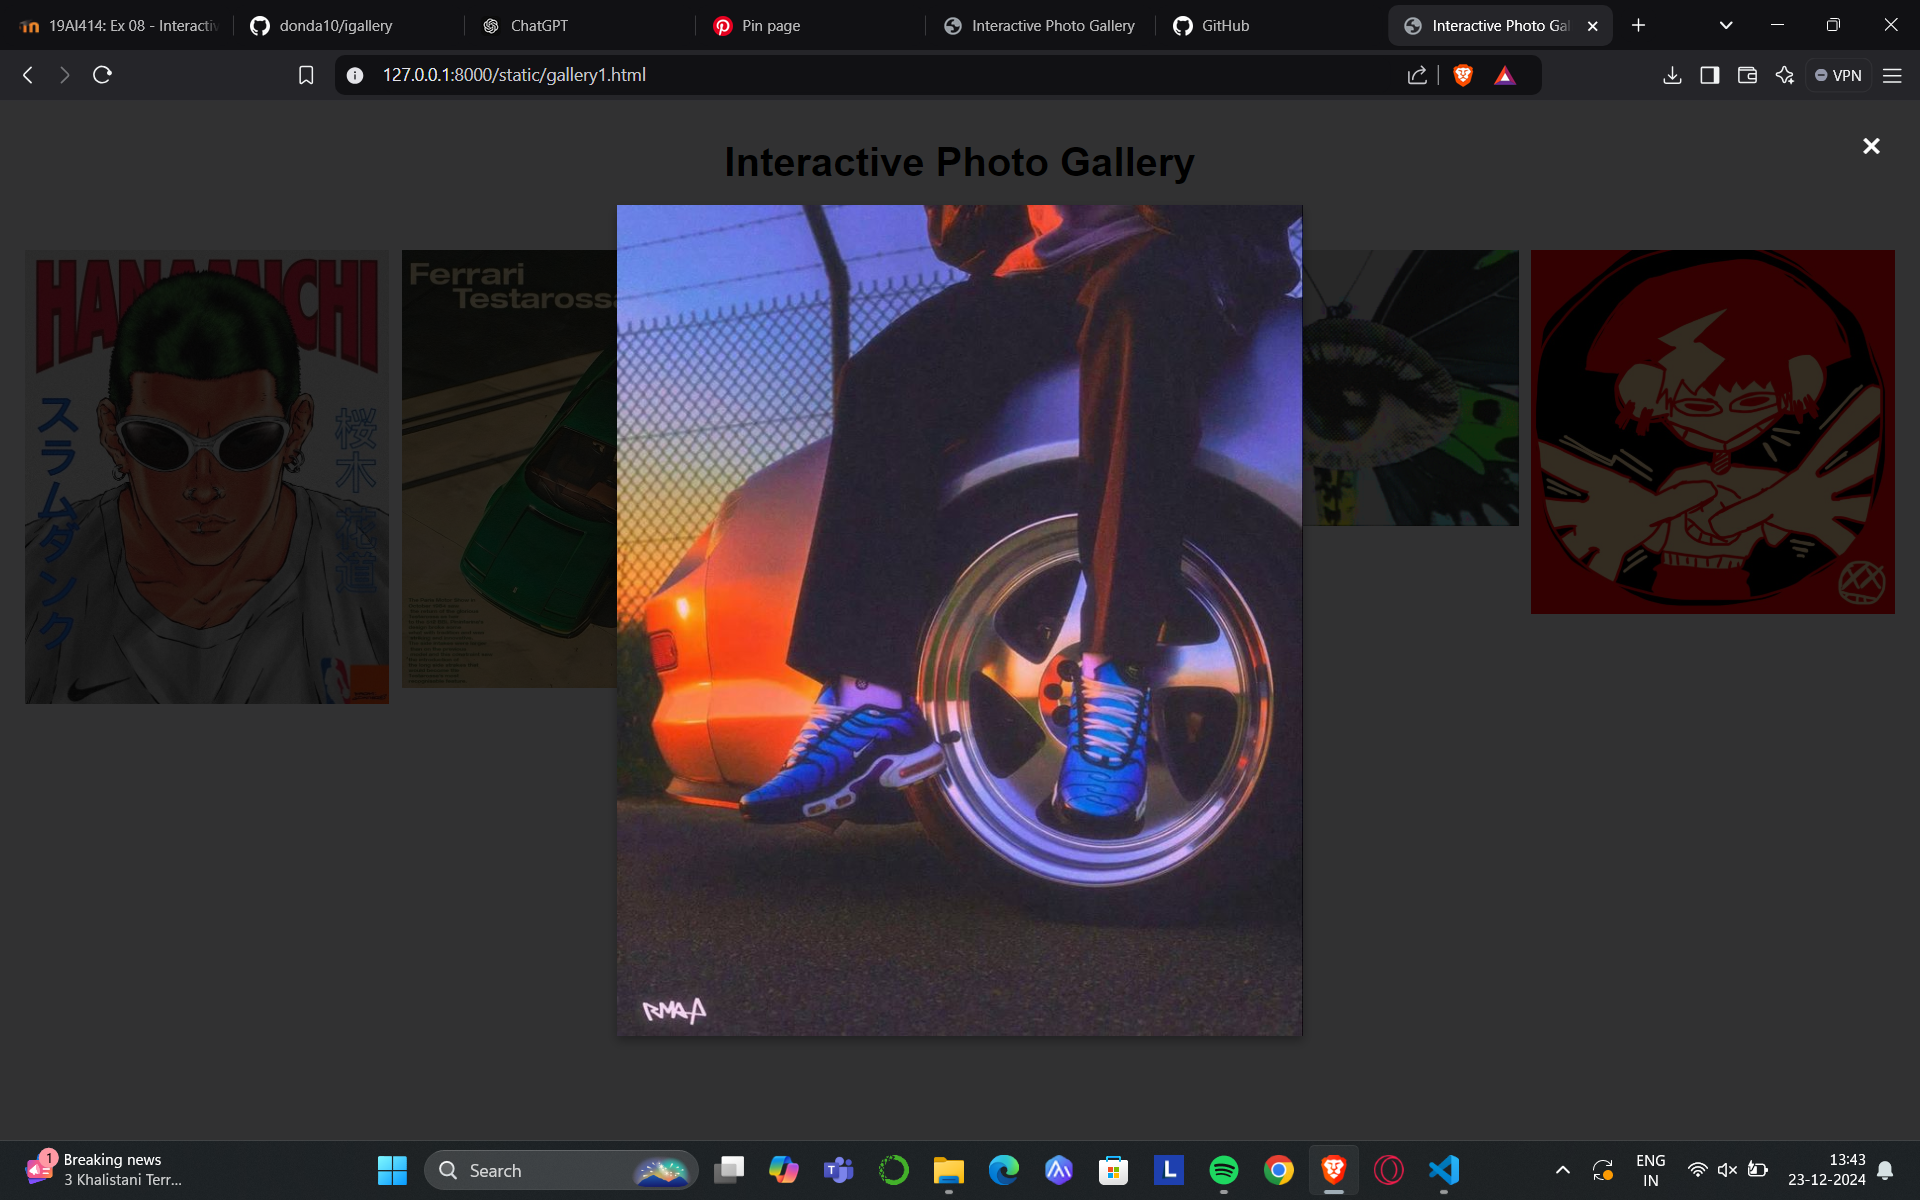 19AI414: Ex 08 - Interacti
donda10/igallery
ChatGPT
Pin page
Interactive Photo Gallery
GitHub
Interactive Photo Gal
127.0.0.1:8000/static/gallery1.html
VPN
Interactive Photo Gallery
HANAMICHI
スラムダンク
桜木 花道
Ferrari
Testarossa
RMAA
1
Breaking news
3 Khalistani Terr...
Search
ENG
IN
13:43
23-12-2024